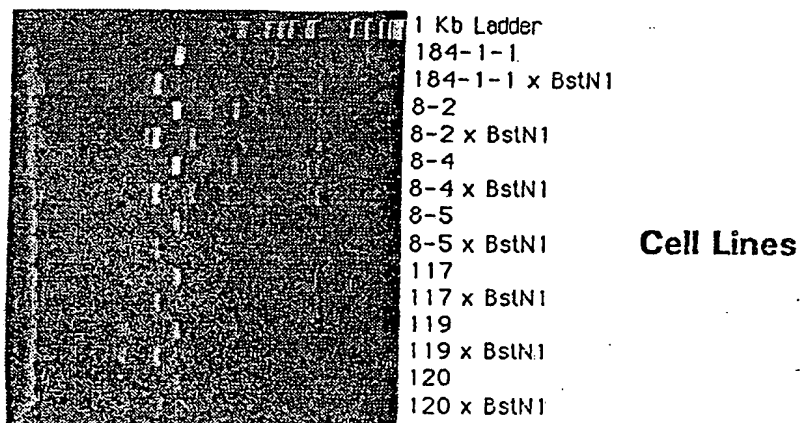 1 Kb Ladder
184-1-1
184-1-1 x BstN1
8-2
8-2 x BstN1
8-4
8-4 x BstN1
8-5
8-5 x BstN1
117
117 x BstN1
119
119 x BstN1
120
120 x BstN1
Cell Lines